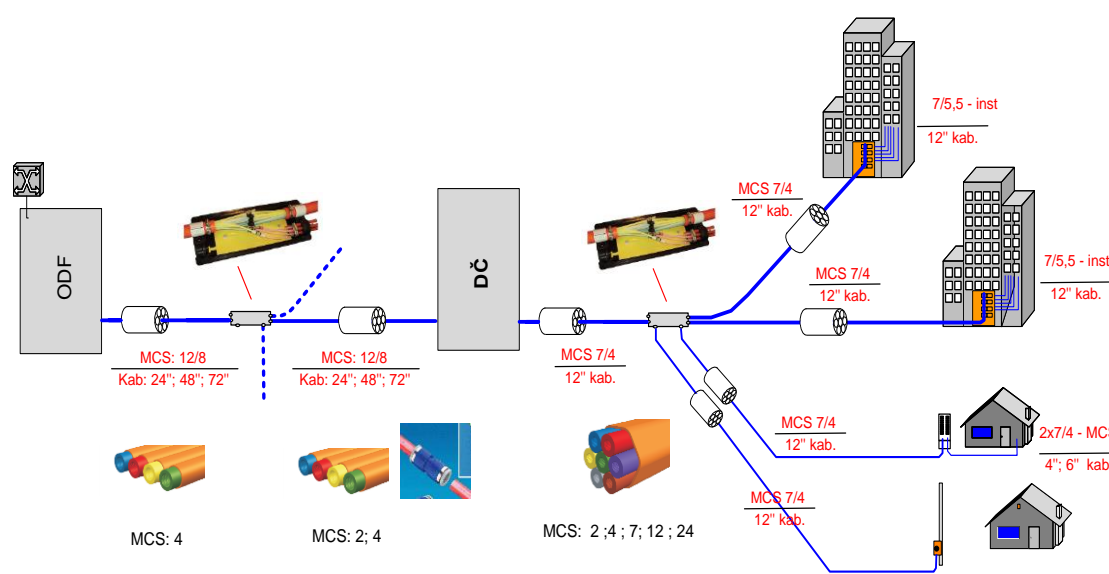 7/5,5 - inst
12" kab.
MCS 7/4
12" kab.
ODF
DČ
MCS 7/4
12" kab.
7/5,5 - inst
12" kab.
MCS: 12/8
Kab: 24"; 48"; 72"
MCS: 12/8
Kab: 24"; 48"; 72"
MCS 7/4
12" kab.
MCS 7/4
12" kab.
2x7/4 - MCS
4"; 6" kab
MCS 7/4
12" kab.
MCS: 4
MCS: 2; 4
MCS: 2 ;4 ; 7; 12 ; 24